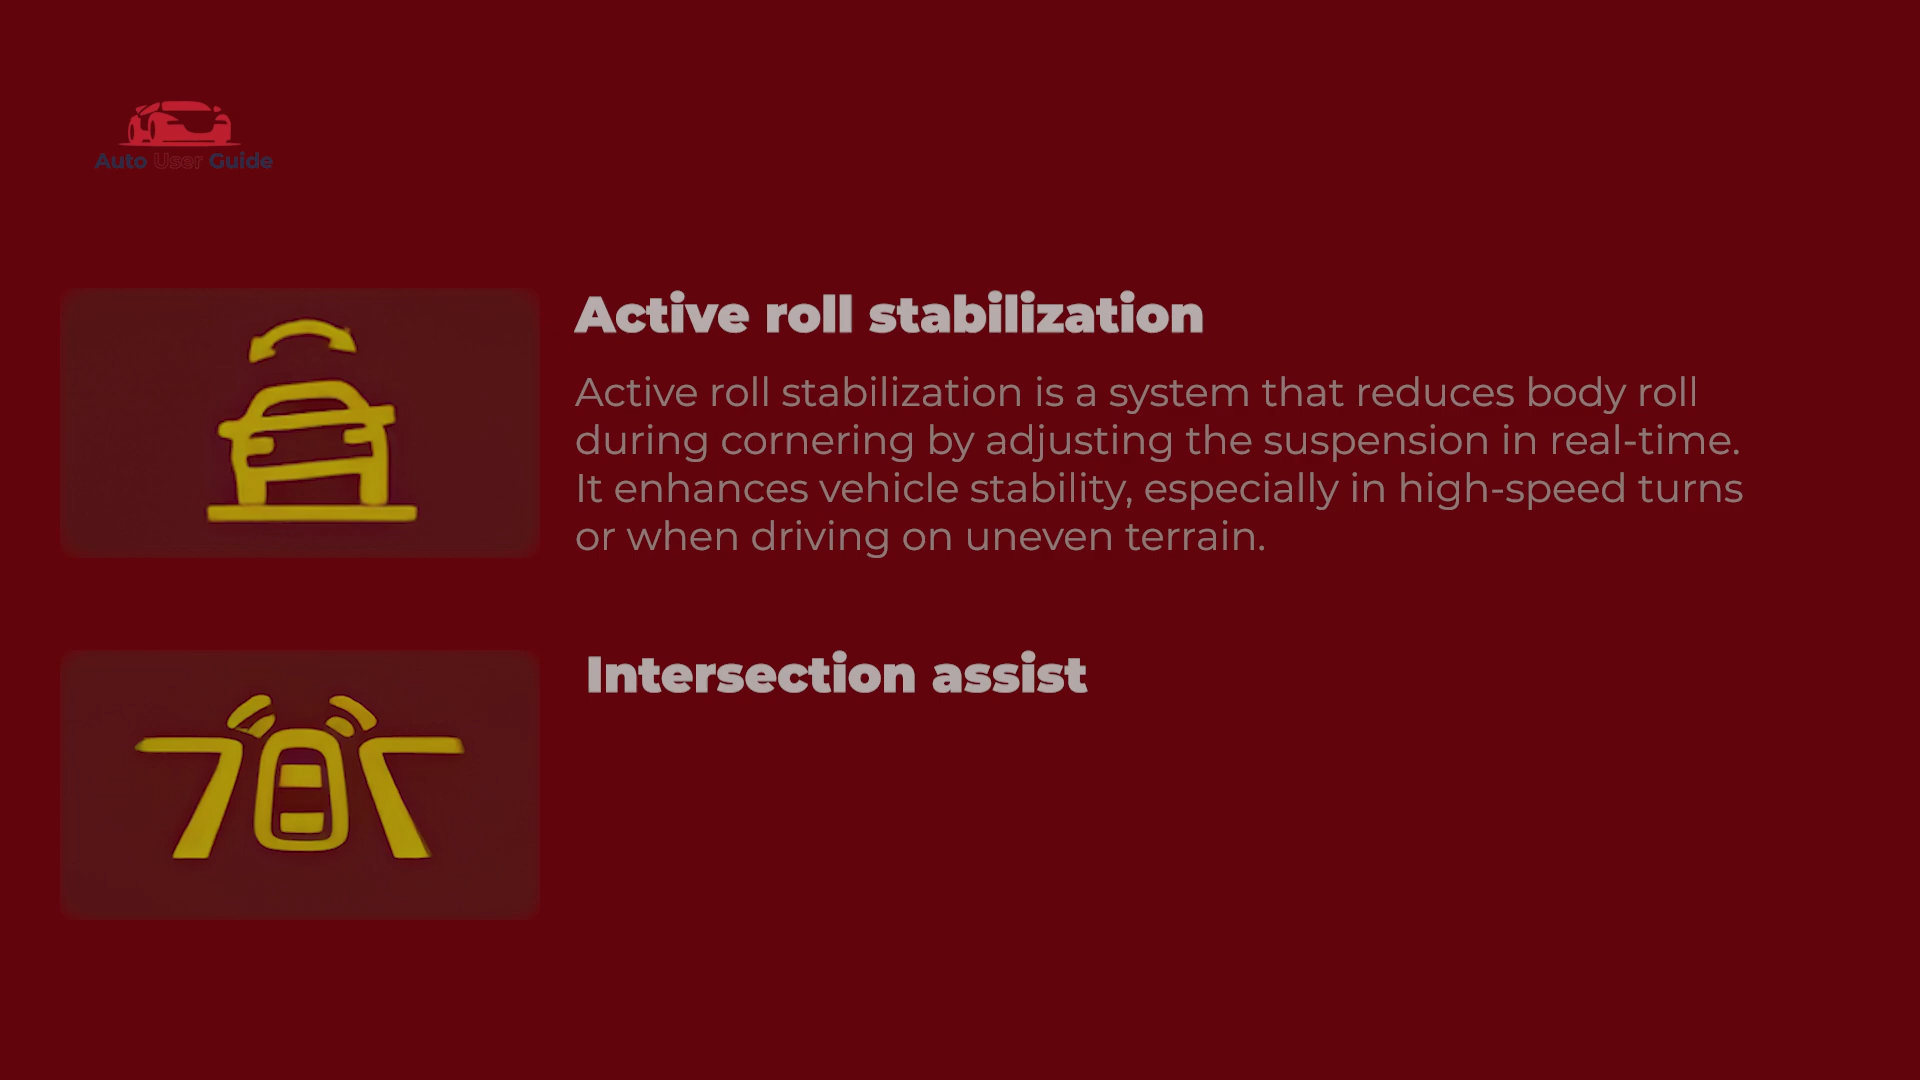 Auto User Guide
Active roll stabilization
Active roll stabilization is a system that reduces body roll
during cornering by adjusting the suspension in real-time.
It enhances vehicle stability, especially in high-speed turns
or when driving on uneven terrain.
Intersection assist